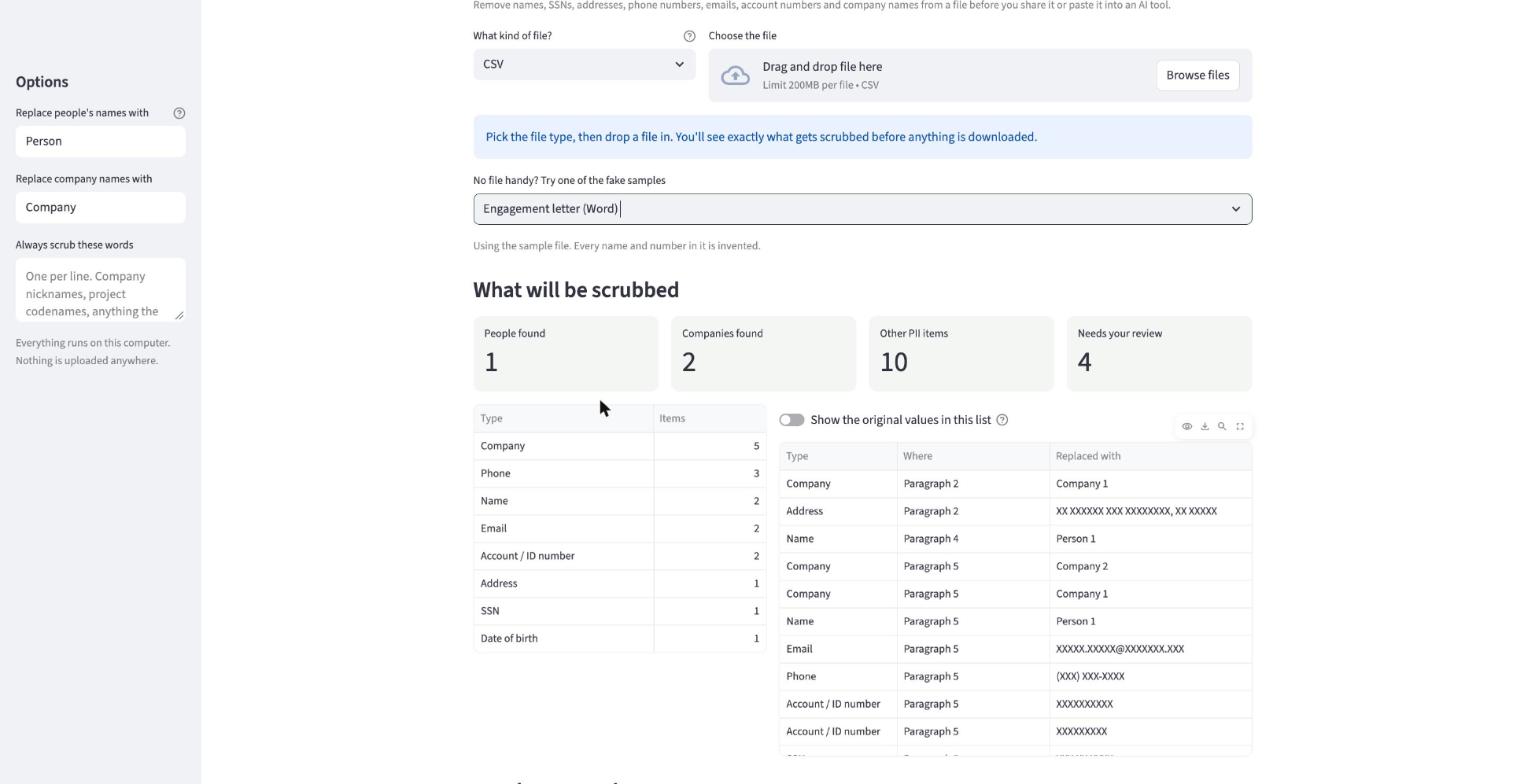 Remove names, SSNs, addresses, phone numbers, emails, account numbers and company names from a file before you share it or paste it into an AI tool.
Options
Replace people's names with
Person
Replace company names with
Company
Always scrub these words
One per line. Company
nicknames, project
codenames, anything the
Everything runs on this computer.
Nothing is uploaded anywhere.
What kind of file?
CSV
Choose the file
Drag and drop file here
Limit 200MB per file • CSV
Browse files
Pick the file type, then drop a file in. You'll see exactly what gets scrubbed before anything is downloaded.
No file handy? Try one of the fake samples
Engagement letter (Word)
Using the sample file. Every name and number in it is invented.
What will be scrubbed
People found
1
Companies found
2
Other PII items
10
Needs your review
4
Type Items
Company 5
Phone 3
Name 2
Email 2
Account / ID number 2
Address 1
SSN 1
Date of birth 1
Show the original values in this list
Type Where Replaced with
Company Paragraph 2 Company 1
Address Paragraph 2 XX XXXXXX XXX XXXXXXXX, XX XXXXX
Name Paragraph 4 Person 1
Company Paragraph 5 Company 2
Company Paragraph 5 Company 1
Name Paragraph 5 Person 1
Email Paragraph 5 XXXXX.XXXXX@XXXXXXX.XXX
Phone Paragraph 5 (XXX) XXX-XXXX
Account / ID number Paragraph 5 XXXXXXXXXX
Account / ID number Paragraph 5 XXXXXXXXX